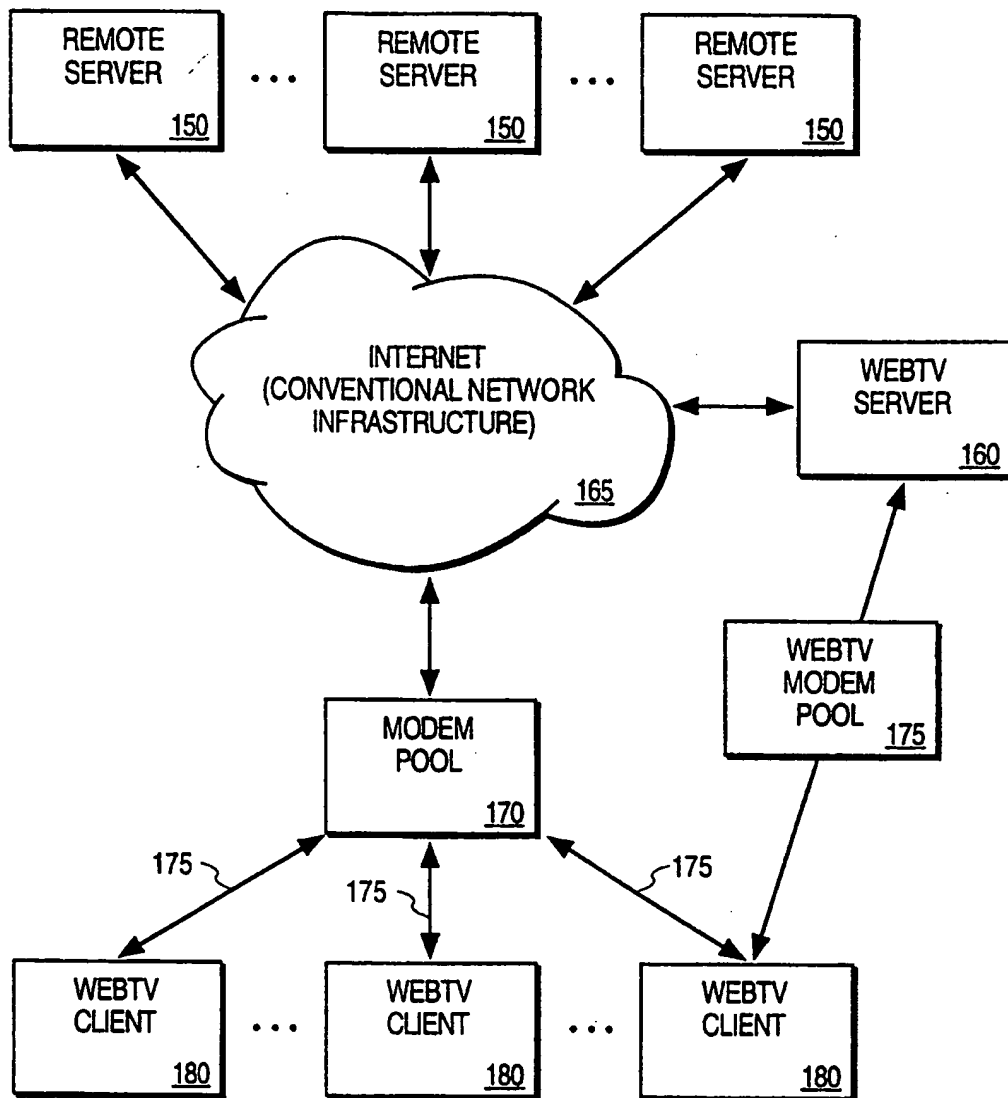 REMOTE
SERVER
150
...
REMOTE
SERVER
150
...
REMOTE
SERVER
150
INTERNET
(CONVENTIONAL NETWORK
INFRASTRUCTURE)
165
WEBTV
SERVER
160
WEBTV
MODEM
POOL
175
MODEM
POOL
170
175
175
175
WEBTV
CLIENT
180
...
WEBTV
CLIENT
180
...
WEBTV
CLIENT
180